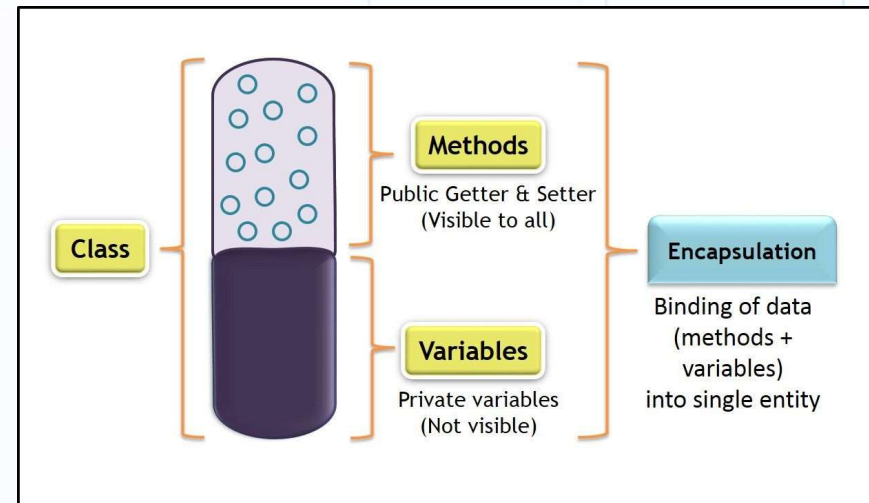 Class
Methods
Public Getter & Setter
(Visible to all)
Variables
Private variables
(Not visible)
Encapsulation
Binding of data
(methods +
variables)
into single entity